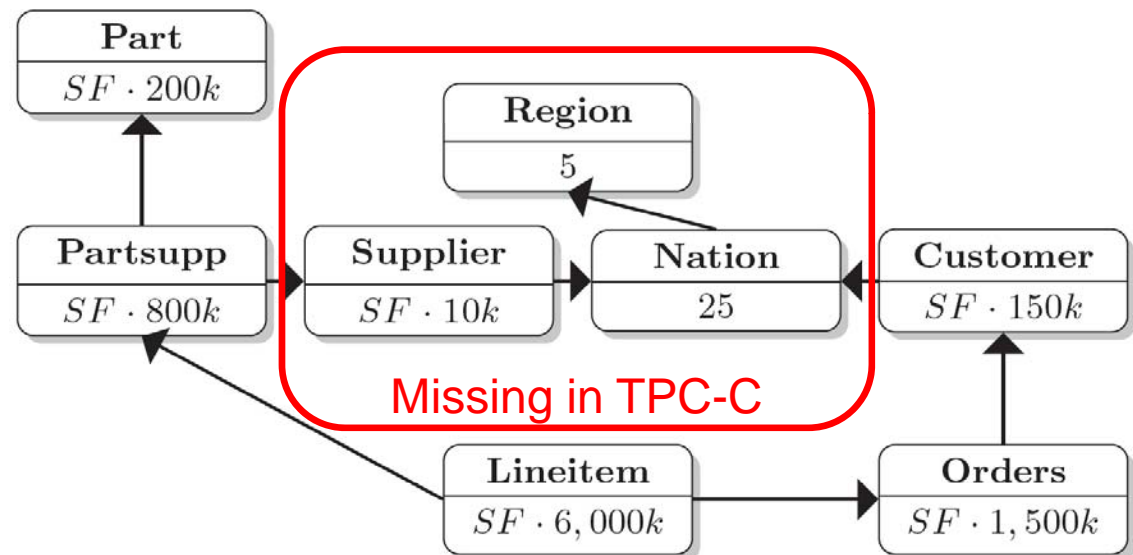 Part
SF · 200k
Region
5
Partsupp
SF · 800k
Supplier
SF · 10k
Nation
25
Customer
SF · 150k
Missing in TPC-C
Lineitem
SF · 6,000k
Orders
SF · 1,500k